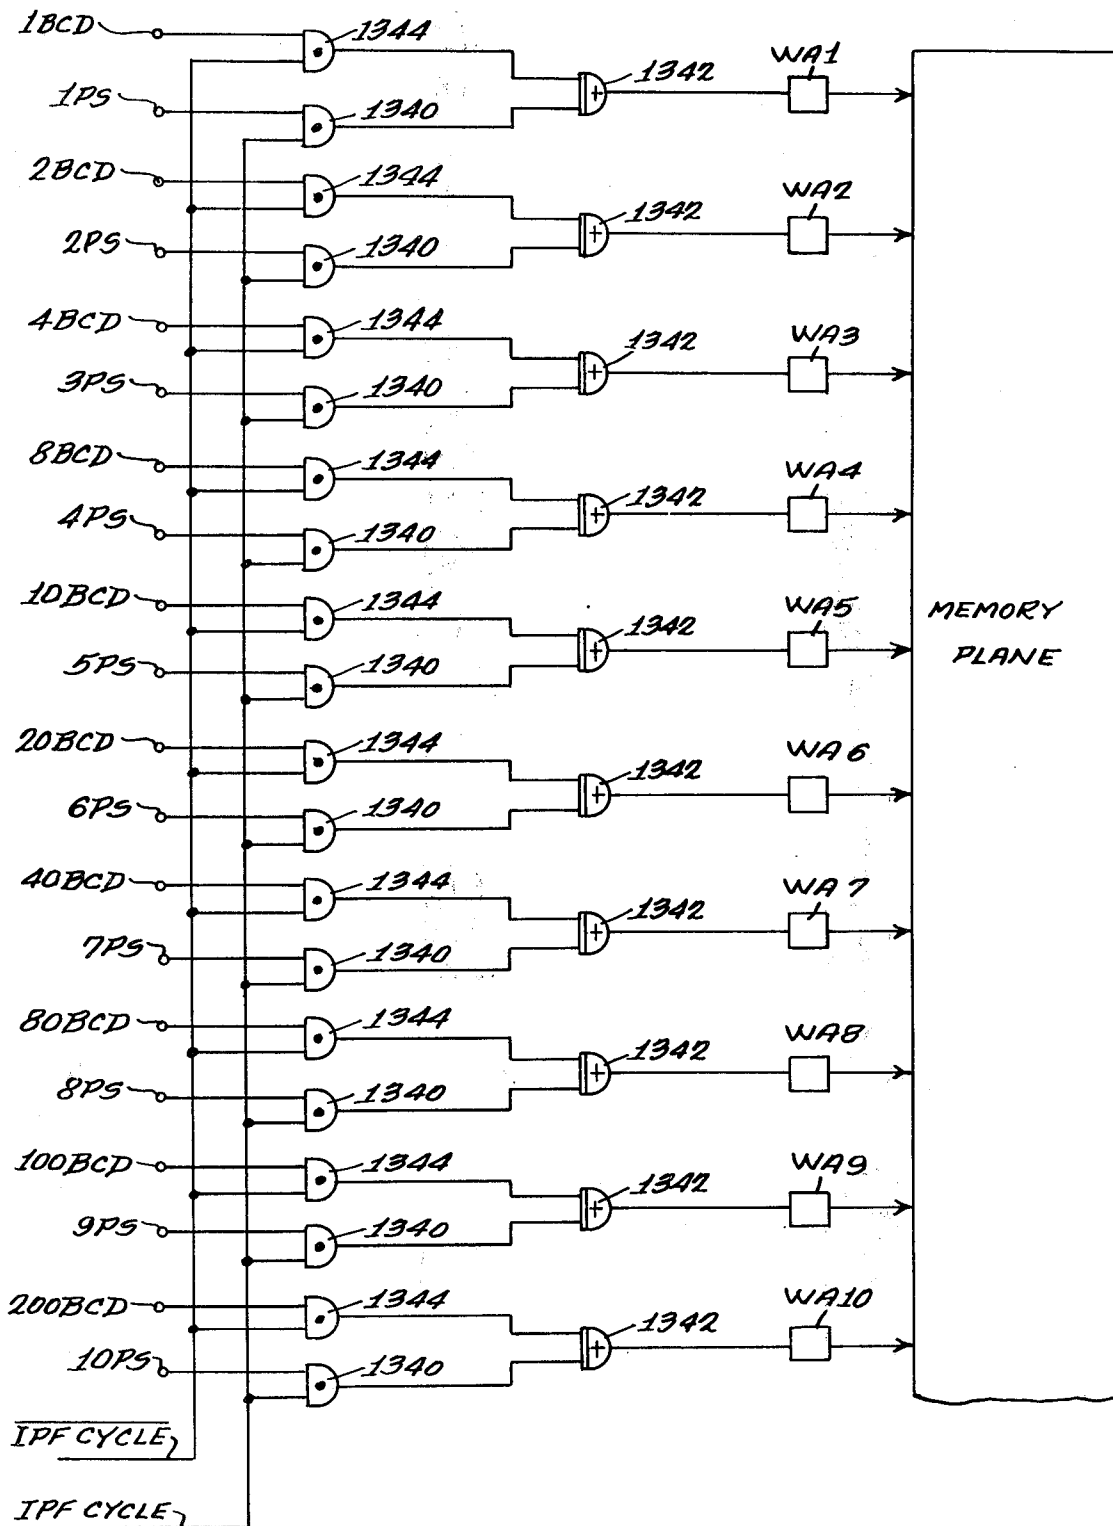 1BCD
1344
1342
WA1
1PS
1340
2BCD
1344
1342
WA2
2PS
1340
4BCD
1344
1342
WA3
3PS
1340
8BCD
1344
1342
WA4
4PS
1340
10BCD
1344
1342
WA5
5PS
1340
MEMORY
PLANE
20BCD
1344
1342
WA6
6PS
1340
40BCD
1344
1342
WA7
7PS
1340
80BCD
1344
1342
WA8
8PS
1340
100BCD
1344
1342
WA9
9PS
1340
200BCD
1344
1342
WA10
10PS
1340
IPF CYCLE
IPF CYCLE